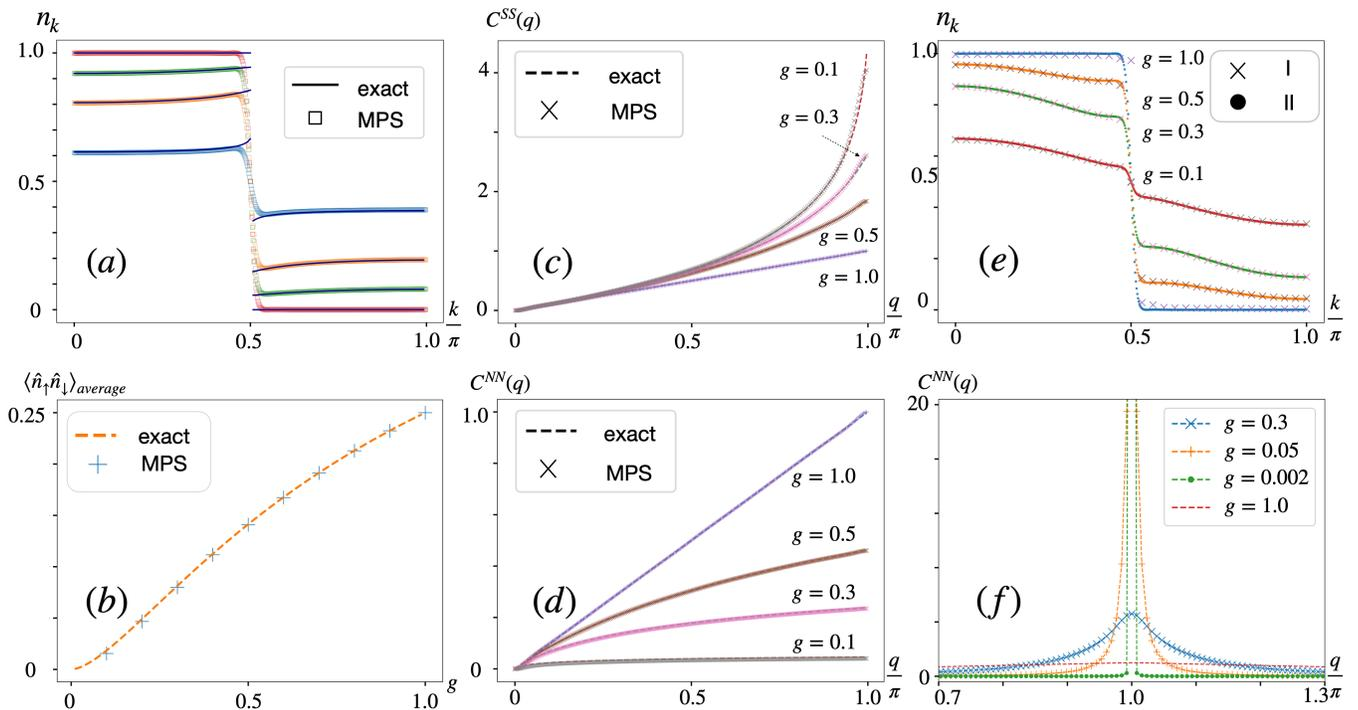 n_k
1.0
0.5
0
exact
MPS
(a)
0
0.5
1.0
k/π
C^{SS}(q)
4
2
0
exact
MPS
g = 0.1
g = 0.3
g = 0.5
g = 1.0
(c)
0
0.5
1.0
q/π
n_k
1.0
0.5
0
g = 1.0
g = 0.5
g = 0.3
g = 0.1
I
II
(e)
0
0.5
1.0
k/π
⟨n̂↑n̂↓⟩_{average}
0.25
0
exact
MPS
(b)
0
0.5
1.0
g
C^{NN}(q)
1.0
0
exact
MPS
g = 1.0
g = 0.5
g = 0.3
g = 0.1
(d)
0
0.5
1.0
q/π
C^{NN}(q)
20
0
g = 0.3
g = 0.05
g = 0.002
g = 1.0
(f)
0.7
1.0
1.3
q/π